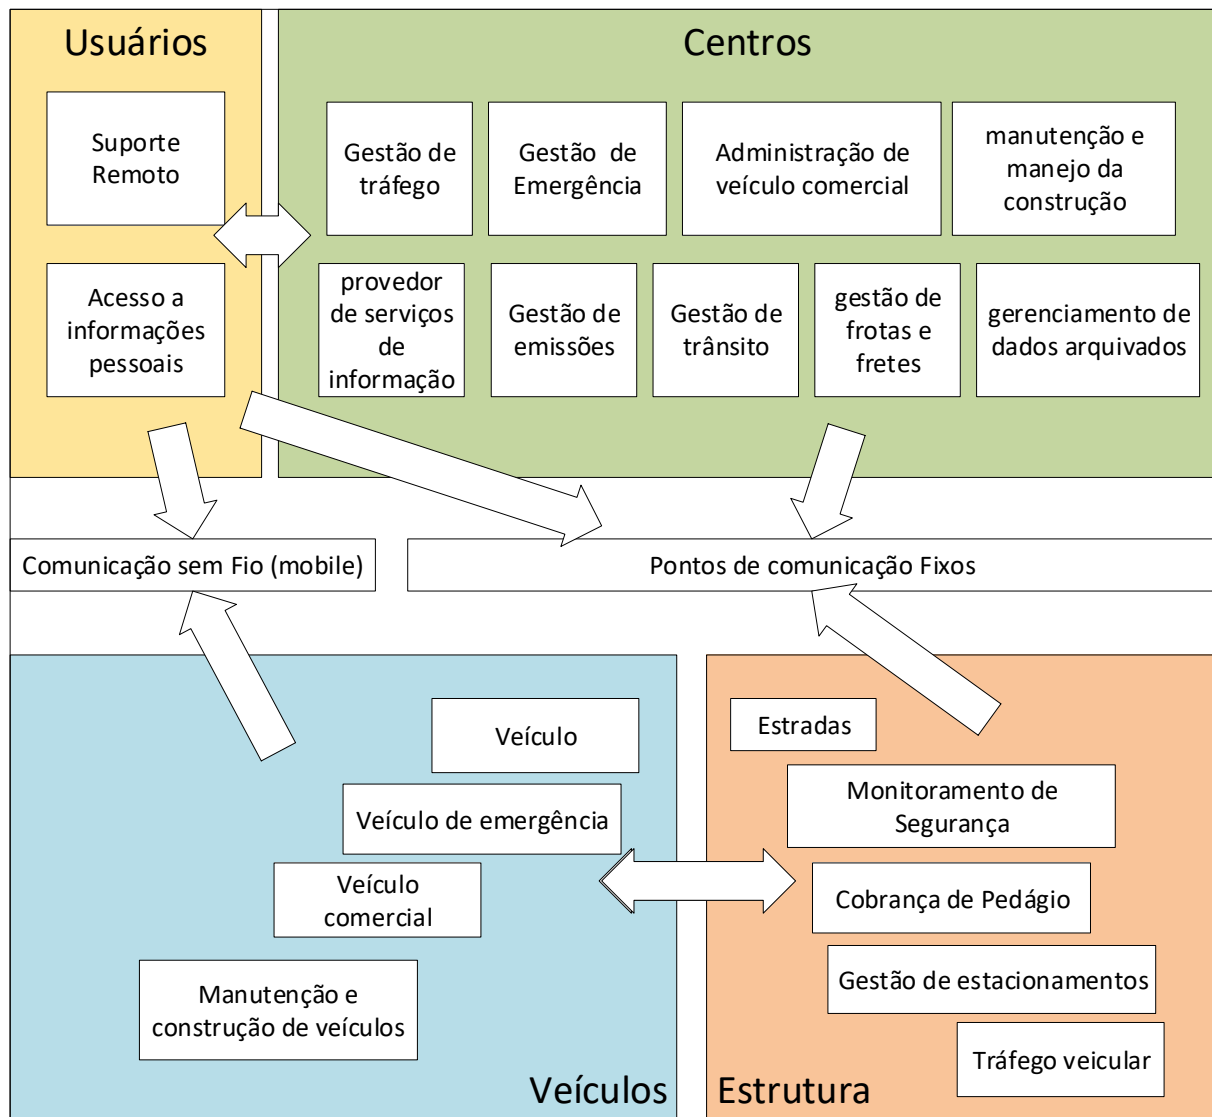 Usuários
Suporte
Remoto
Acesso a
informações
pessoais
Centros
Gestão de
tráfego
Gestão de
Emergência
Administração de
veículo comercial
manutenção e
manejo da
construção
provedor
de serviços
de
informação
Gestão de
emissões
Gestão de
trânsito
gestão de
frotas e
fretes
gerenciamento de
dados arquivados
Comunicação sem Fio (mobile)
Pontos de comunicação Fixos
Veículo
Veículo de emergência
Veículo
comercial
Manutenção e
construção de veículos
Veículos
Estradas
Monitoramento de
Segurança
Cobrança de Pedágio
Gestão de estacionamentos
Tráfego veicular
Estrutura